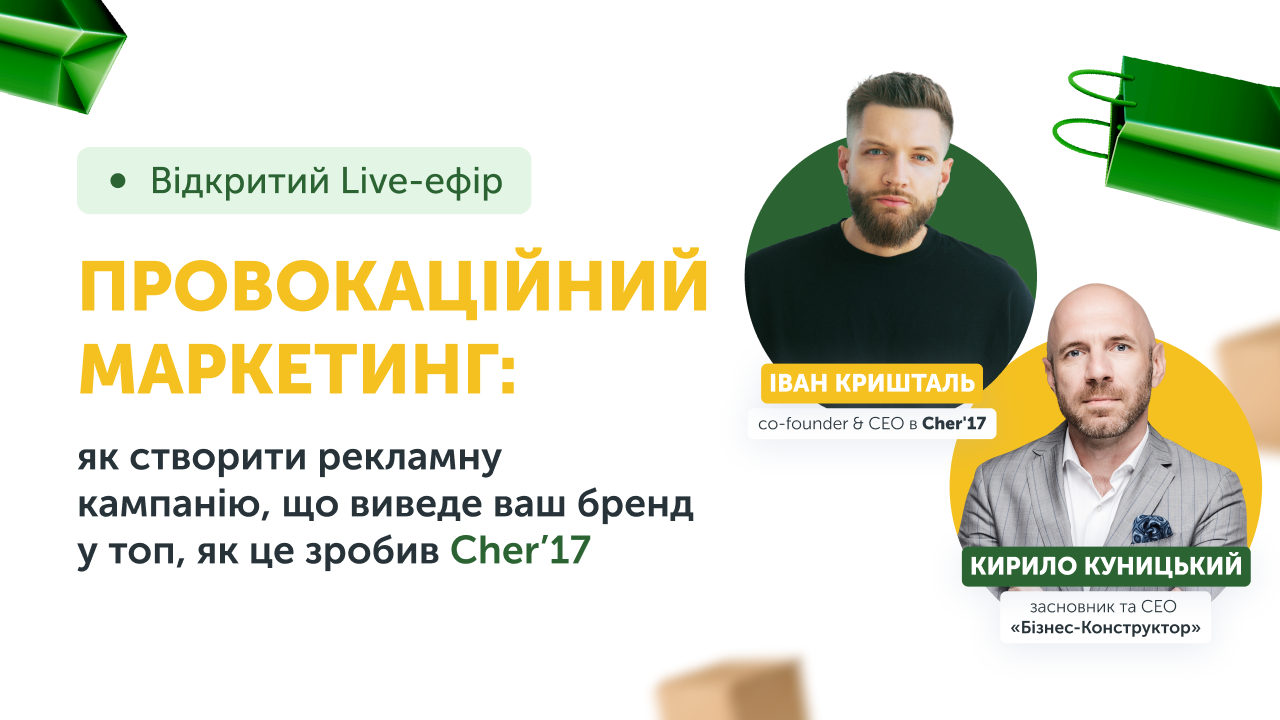 Відкритий Live-ефір
ПРОВОКАЦІЙНИЙ
МАРКЕТИНГ:
як створити рекламну
кампанію, що виведе ваш бренд
у топ, як це зробив Cher’17
ІВАН КРИШТАЛЬ
co-founder & CEO в Cher'17
КИРИЛО КУНИЦЬКИЙ
засновник та CEO
«Бізнес-Конструктор»